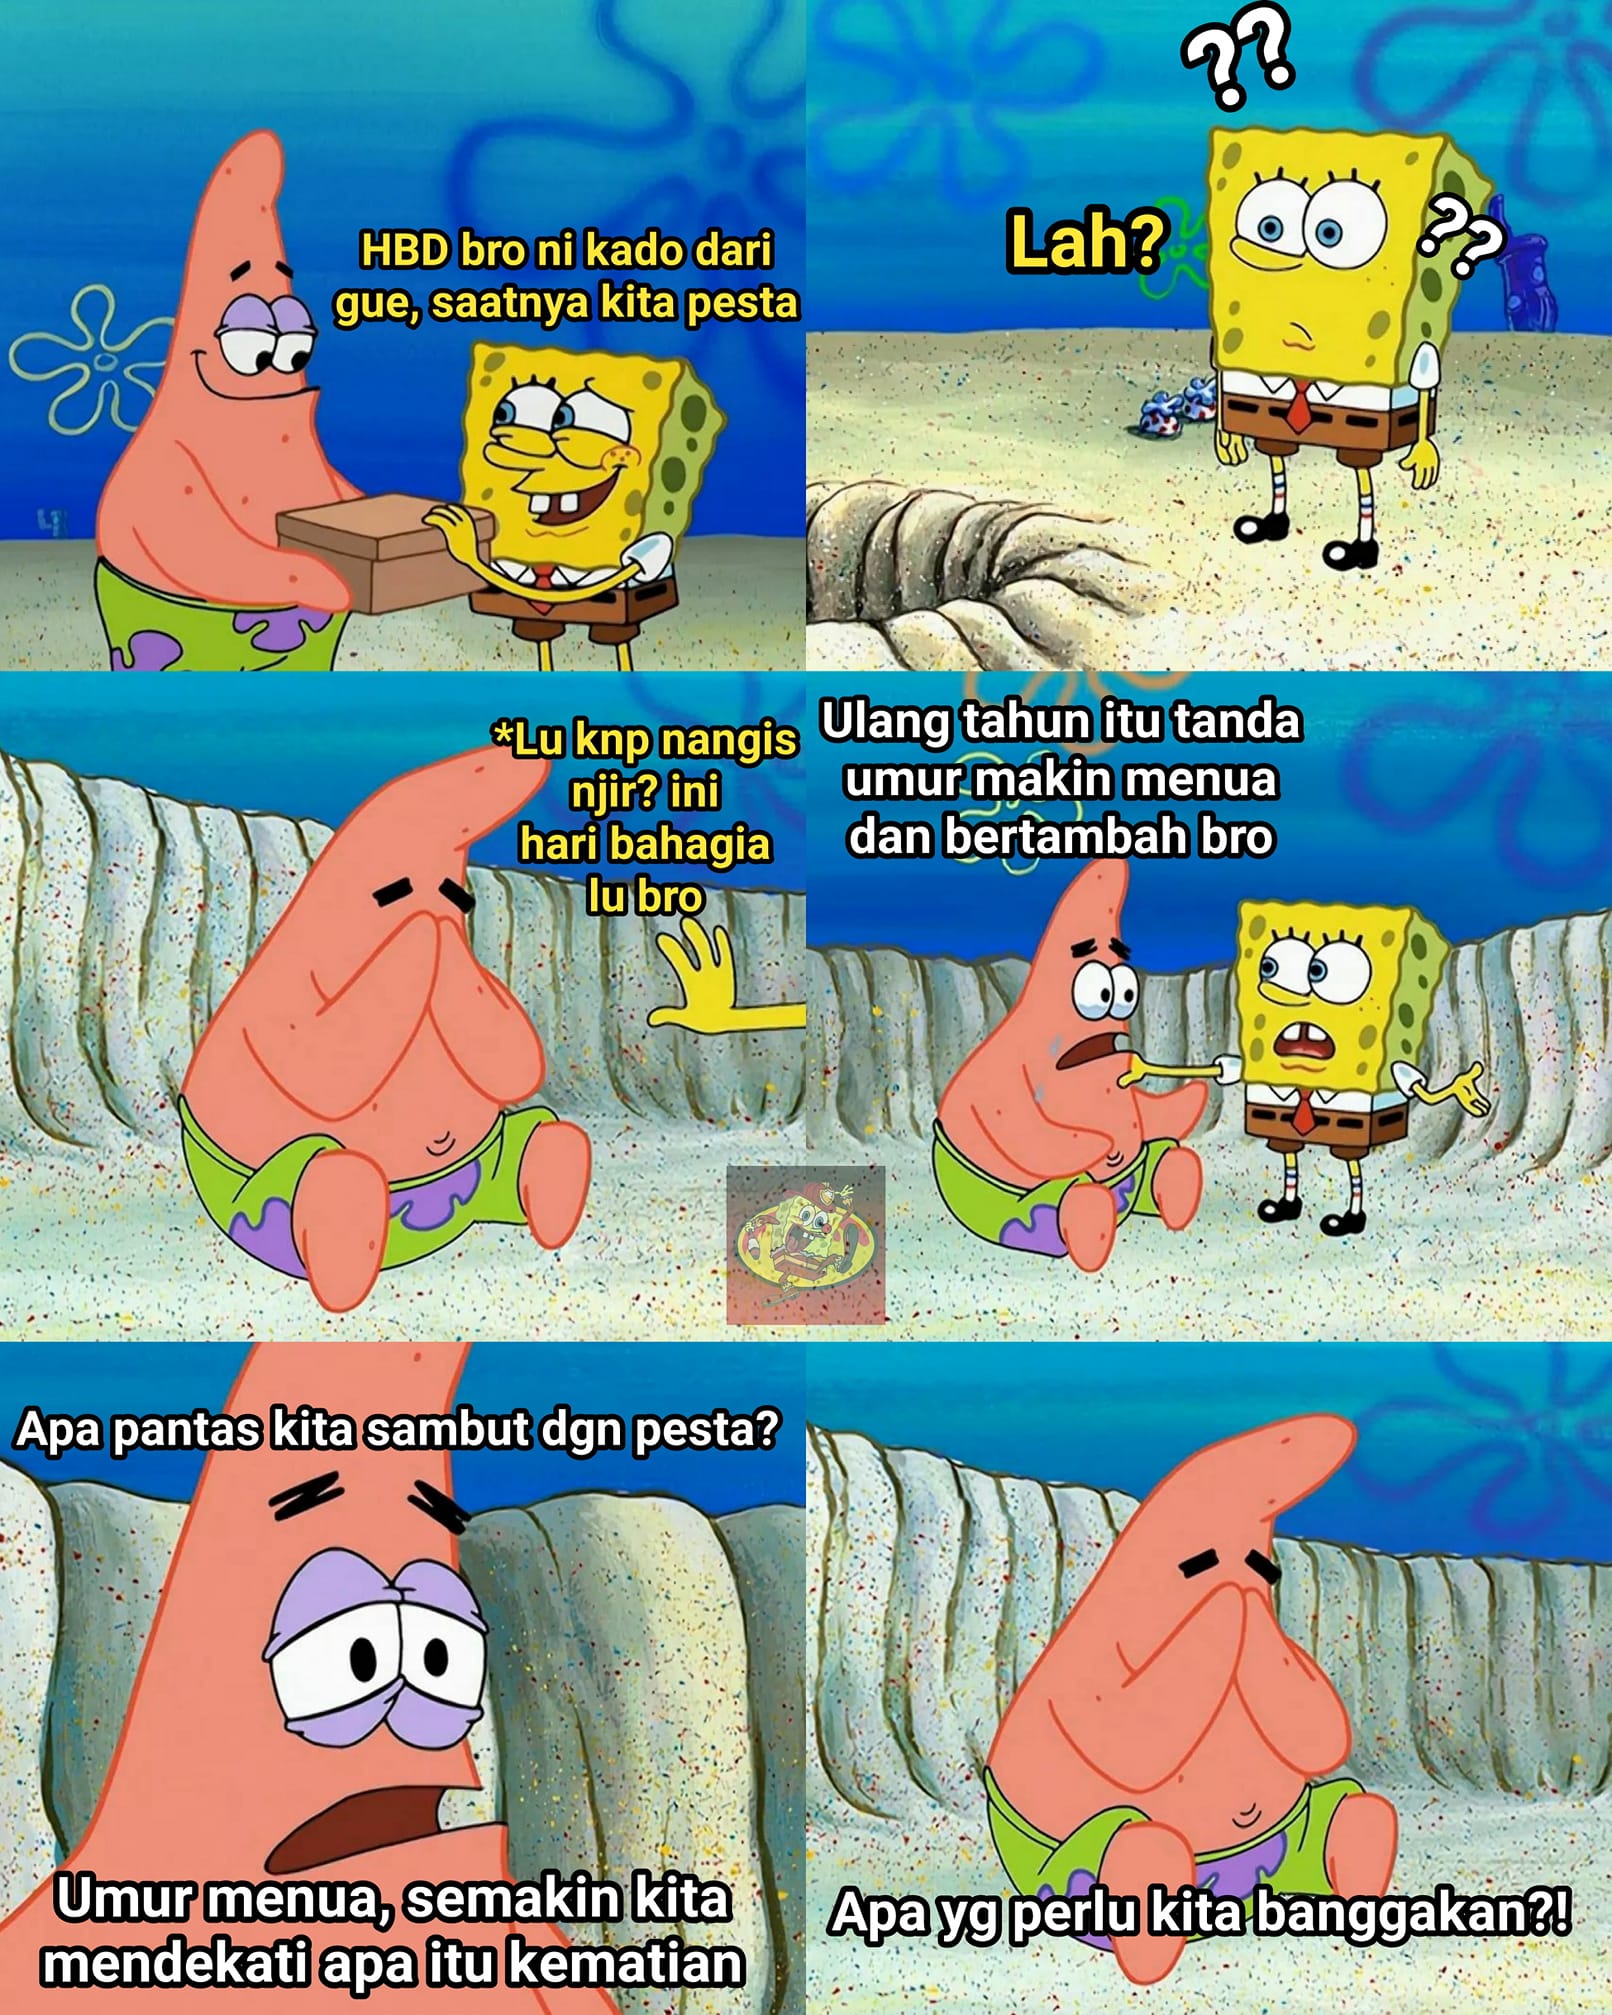 HBD bro ni kado dari
gue, saatnya kita pesta
??
Lah?
??
*Lu knp nangis
njir? ini
hari bahagia
lu bro
Ulang tahun itu tanda
umur makin menua
dan bertambah bro
Apa pantas kita sambut dgn pesta?
Umur menua, semakin kita
mendekati apa itu kematian
Apa yg perlu kita banggakan?!